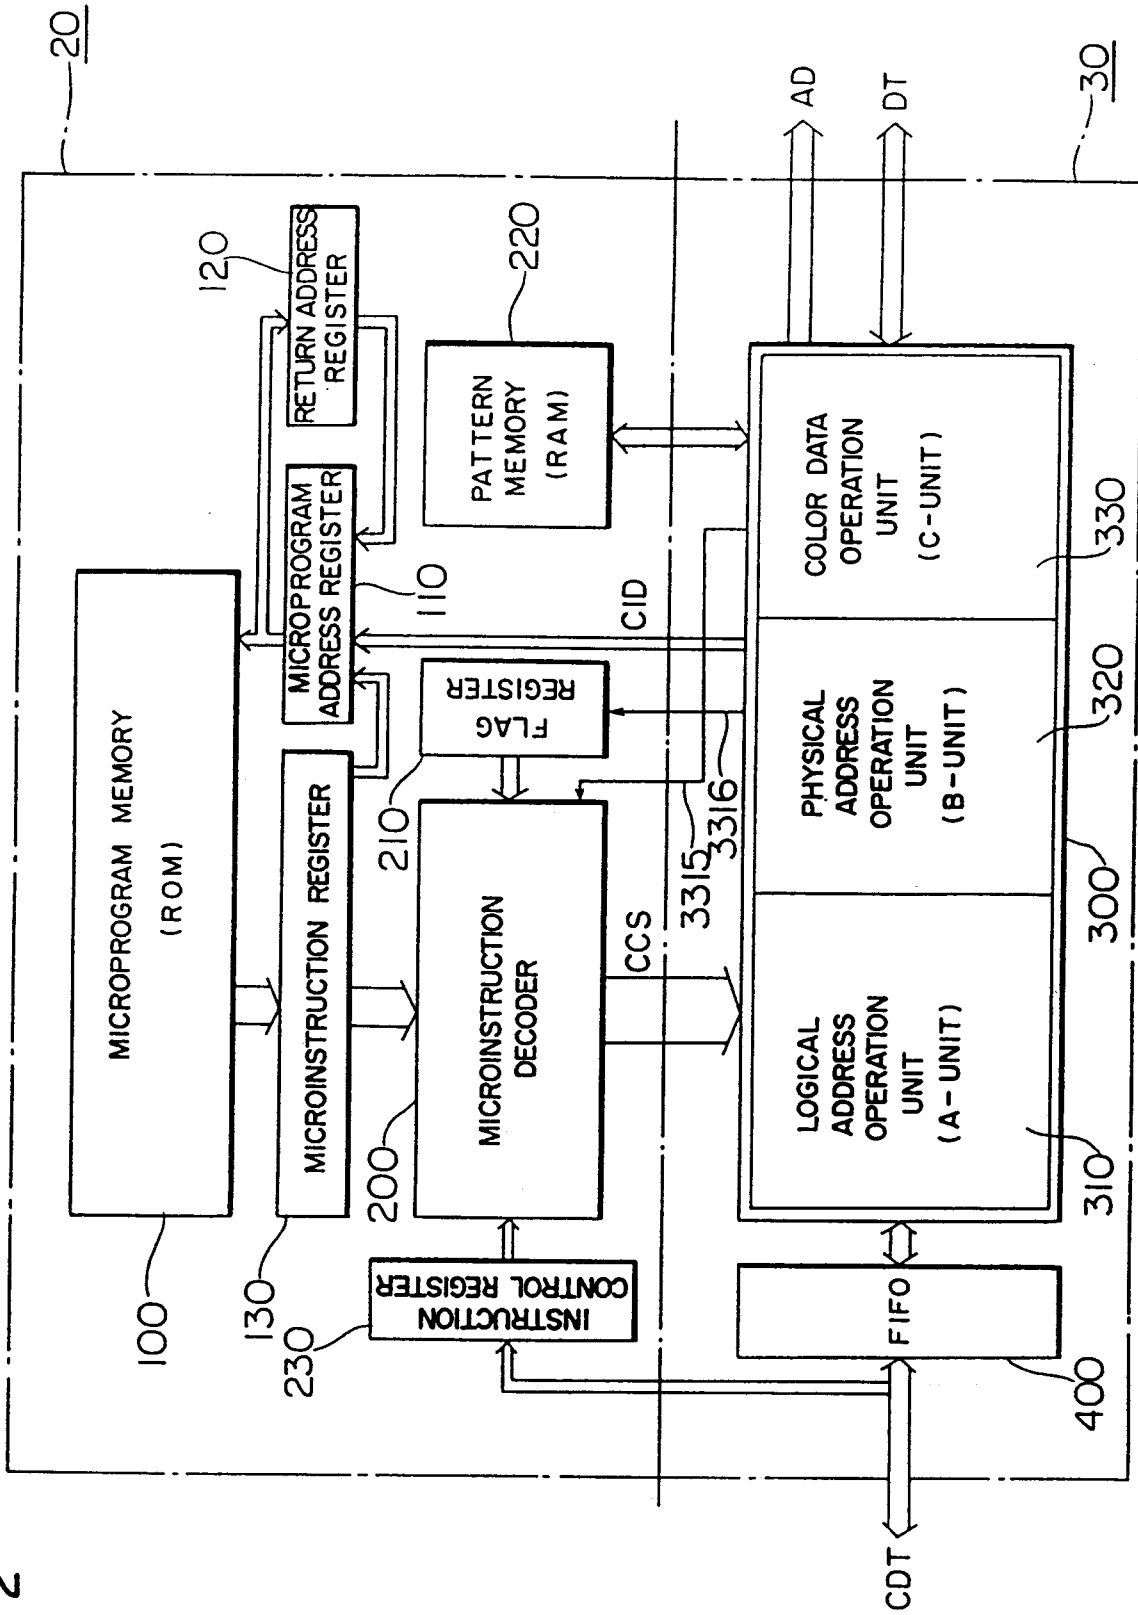 2
20
MICROPROGRAM MEMORY
(ROM)
100
120
RETURN ADDRESS
REGISTER
MICROPROGRAM
ADDRESS REGISTER
110
MICROINSTRUCTION REGISTER
130
PATTERN
MEMORY
(RAM)
220
FLAG
REGISTER
210
CID
MICROINSTRUCTION
DECODER
200
INSTRUCTION
CONTROL REGISTER
230
CCS
3315
3316
30
AD
DT
LOGICAL
ADDRESS
OPERATION
UNIT
(A-UNIT)
310
PHYSICAL
ADDRESS
OPERATION
UNIT
(B-UNIT)
320
COLOR DATA
OPERATION
UNIT
(C-UNIT)
330
300
FIFO
400
CDT